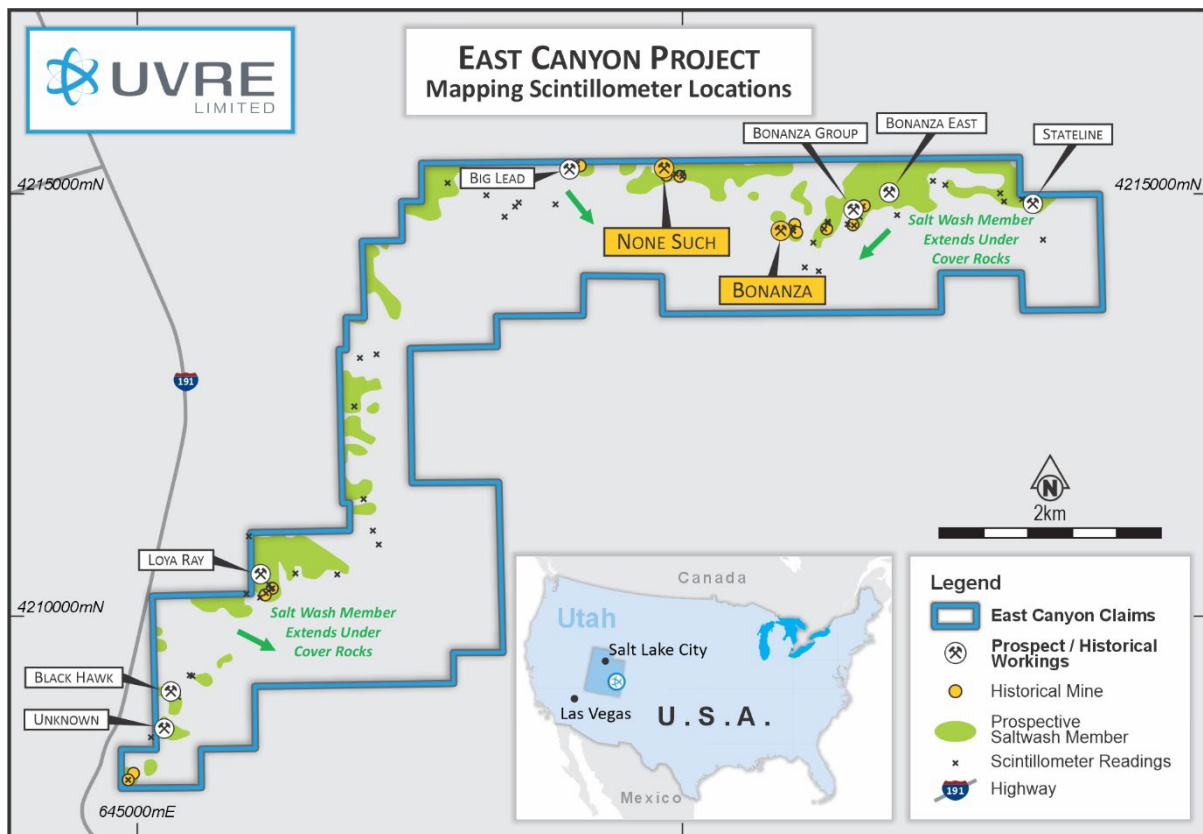 UVRE
LIMITED
EAST CANYON PROJECT
Mapping Scintillometer Locations
BONANZA GROUP
BONANZA EAST
STATELINE
BIG LEAD
4215000mN
4215000mN
NONE SUCH
BONANZA
Salt Wash Member
Extends Under
Cover Rocks
191
N
2km
LOYA RAY
4210000mN
Salt Wash Member
Extends Under
Cover Rocks
BLACK HAWK
UNKNOWN
645000mE
Canada
Utah
Salt Lake City
Las Vegas
U.S.A.
Mexico
Legend
East Canyon Claims
Prospect / Historical
Workings
Historical Mine
Prospective
Saltwash Member
Scintillometer Readings
191
Highway